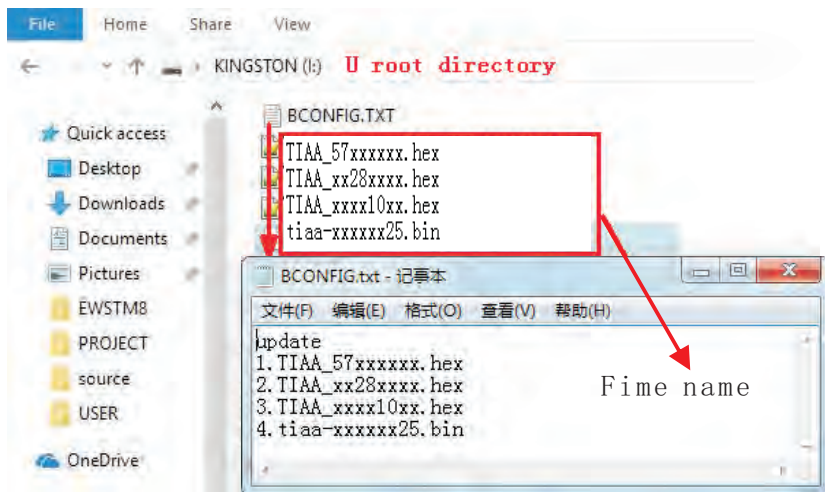 File Home Share View
KINGSTON (I:) U root directory
BCONFIG.TXT
Quick access
TIAA_57xxxxxx.hex
Desktop
TIAA_xx28xxxx.hex
Downloads
TIAA_xxxx10xx.hex
Documents
tiaa-xxxxxx25.bin
Pictures
BCONFIG.txt - 记事本
EWSTM8
文件(F) 编辑(E) 格式(O) 查看(V) 帮助(H)
PROJECT
update
1.TIAA_57xxxxxx.hex
source
2.TIAA_xx28xxxx.hex
Fime name
3.TIAA_xxxx10xx.hex
USER
4.tiaa-xxxxxx25.bin
OneDrive